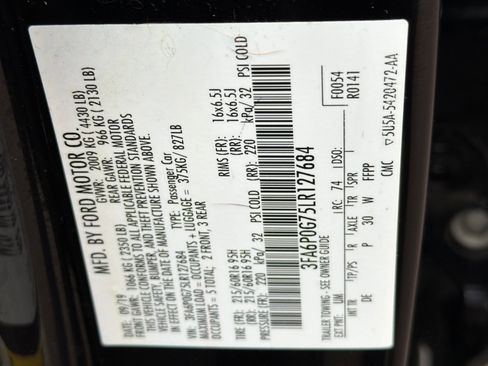 MFD. BY FORD MOTOR CO.
09/19 GVWR: 2009 KG ( 4430 LB)
FRONT GAWR: 1066 KG ( 2350 LB) REAR GAWR: 966 KG ( 2130 LB)
THIS VEHICLE CONFORMS TO ALL APPLICABLE FEDERAL MOTOR
VEHICLE SAFETY, BUMPER, AND THEFT PREVENTION STANDARDS IN
EFFECT ON THE DATE OF MANUFACTURE SHOWN ABOVE.
VIN: 3FA6P0G75LR127684 TYPE: Passenger Car
MAXIMUM LOAD = OCCUPANTS + LUGGAGE = 375KG/ 827LB
OCCUPANTS = 5 TOTAL: 2 FRONT, 3 REAR
TIRE (FR): 215/60R16 95H RIMS (FR): 16x6.5J
(RR): 215/60R16 95H (RR): 16x6.5J
PRESSURE (FR): 220 kPa/ 32 PSI COLD (RR): 220 kPa/ 32 PSI COLD
3FA6P0G75LR127684
TRAILER TOWING - SEE OWNER GUIDE
F0054
R0141
EXT PNT: UM RC: 74 DSO:
TP/PS R AXLE TR SPR
DE P 30 W FFPP
CMC ▽5U5A-5420472-AA